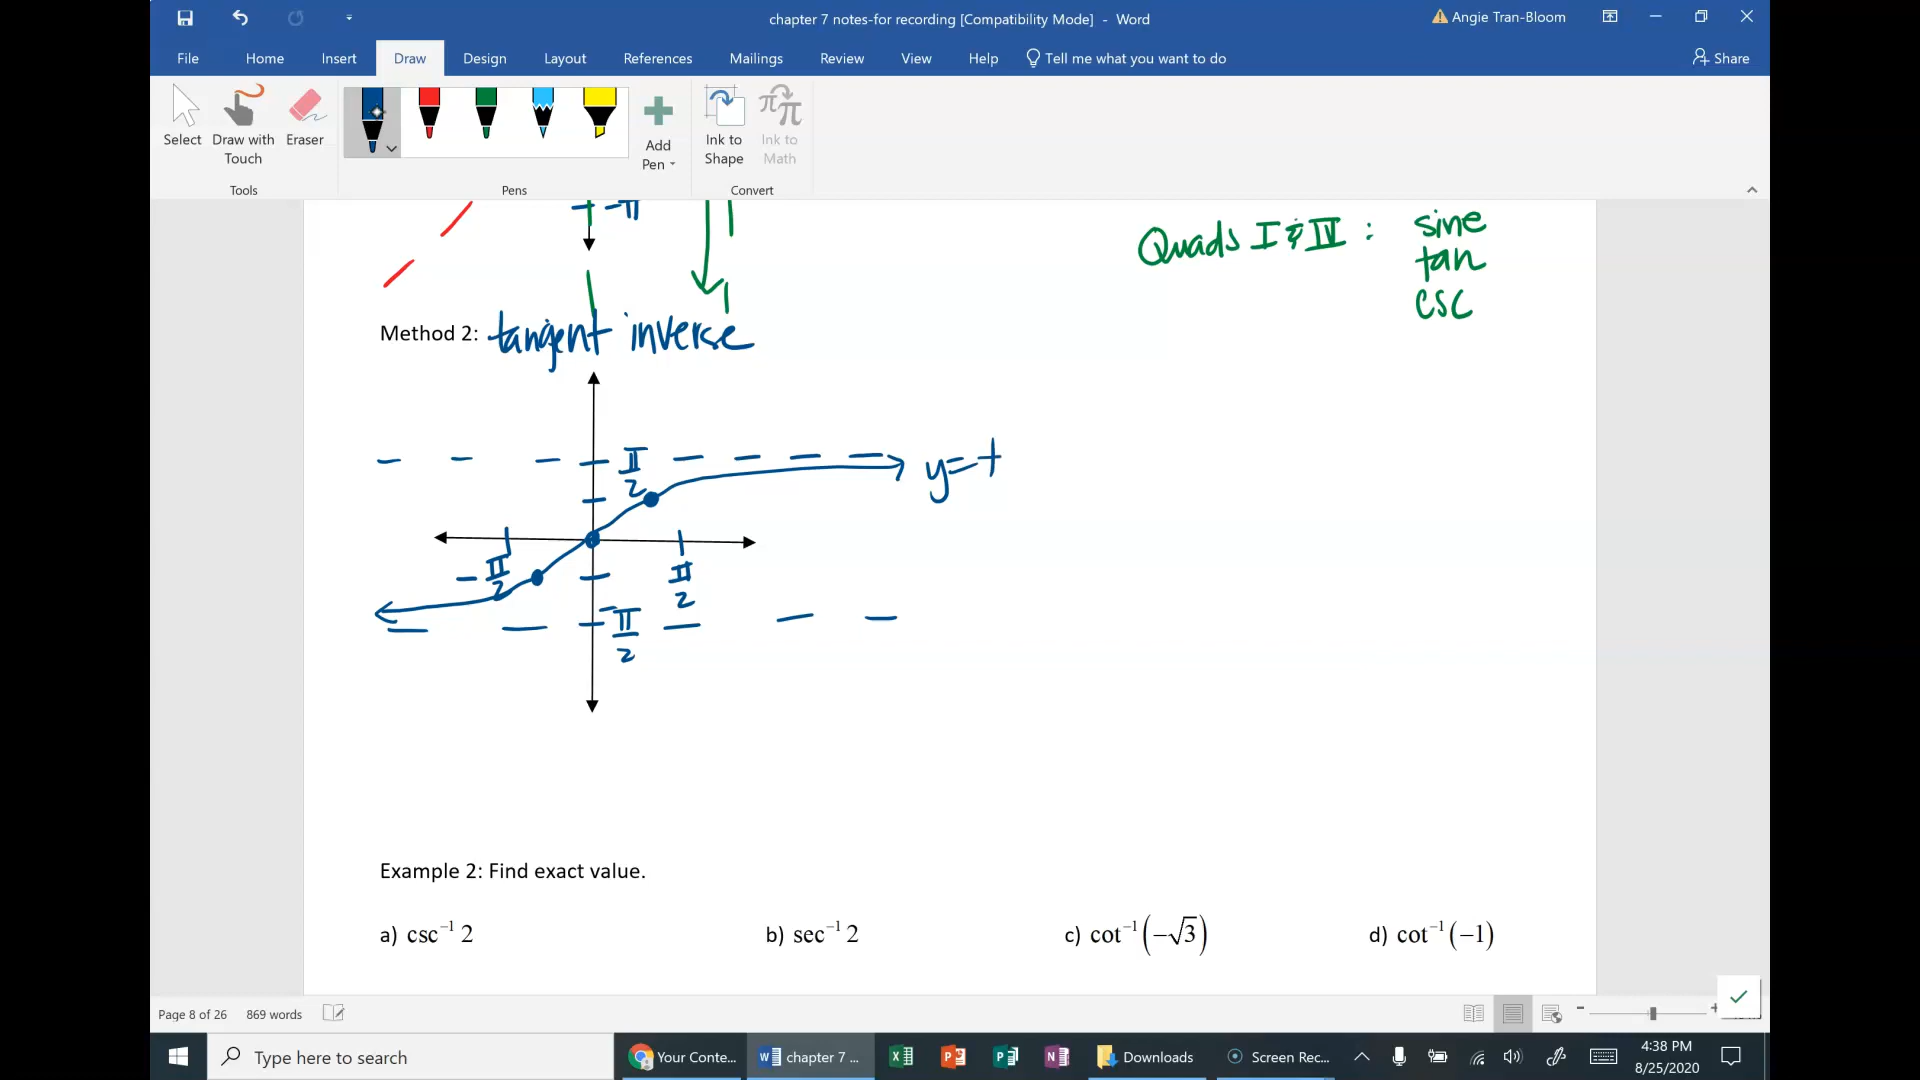 chapter 7 notes-for recording [Compatibility Mode] - Word
Angie Tran-Bloom
File Home Insert Draw Design Layout References Mailings Review View Help Tell me what you want to do
Share
Select
Draw with Touch
Eraser
Add Pen
Ink to Shape
Ink to Math
Tools
Pens
Convert
-π
Quads I & IV : sine
tan
csc
Method 2: tangent inverse
π/2
y=t
-π/2
π/2
-π/2
Example 2: Find exact value.
a) csc⁻¹ 2 b) sec⁻¹ 2 c) cot⁻¹(−√3) d) cot⁻¹(−1)
Page 8 of 26 869 words
Type here to search
Your Conte...
chapter 7 ...
Downloads
Screen Rec...
4:38 PM
8/25/2020